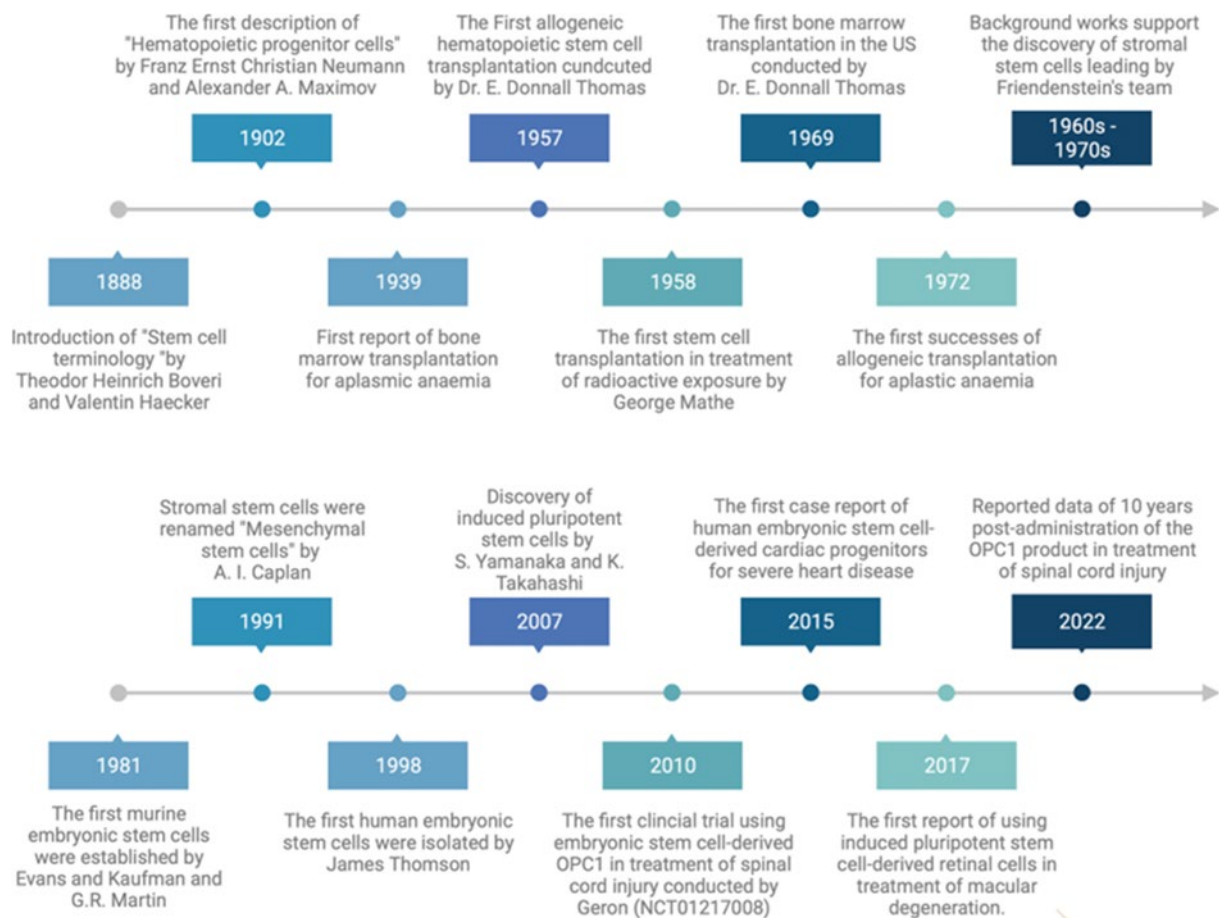 The first description of
"Hematopoietic progenitor cells"
by Franz Ernst Christian Neumann
and Alexander A. Maximov
1902
The First allogeneic
hematopoietic stem cell
transplantation cundcuted
by Dr. E. Donnall Thomas
1957
The first bone marrow
transplantation in the US
conducted by
Dr. E. Donnall Thomas
1969
Background works support
the discovery of stromal
stem cells leading by
Friendenstein's team
1960s -
1970s
1888
Introduction of "Stem cell
terminology "by
Theodor Heinrich Boveri
and Valentin Haecker
1939
First report of bone
marrow transplantation
for aplasmic anaemia
1958
The first stem cell
transplantation in treatment
of radioactive exposure by
George Mathe
1972
The first successes of
allogeneic transplantation
for aplastic anaemia
Stromal stem cells were
renamed "Mesenchymal
stem cells" by
A. I. Caplan
1991
Discovery of
induced pluripotent
stem cells by
S. Yamanaka and K.
Takahashi
2007
The first case report of
human embryonic stem cell-
derived cardiac progenitors
for severe heart disease
2015
Reported data of 10 years
post-administration of the
OPC1 product in treatment
of spinal cord injury
2022
1981
The first murine
embryonic stem cells
were established by
Evans and Kaufman and
G.R. Martin
1998
The first human embryonic
stem cells were isolated by
James Thomson
2010
The first clincial trial using
embryonic stem cell-derived
OPC1 in treatment of spinal
cord injury conducted by
Geron (NCT01217008)
2017
The first report of using
induced pluripotent stem
cell-derived retinal cells in
treatment of macular
degeneration.